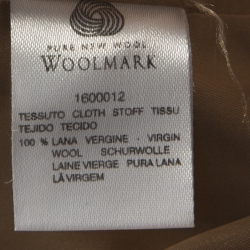 PURE NEW WOOL
WOOLMARK
1600012
TESSUTO CLOTH STOFF TISSU
TEJIDO TECIDO
100 % LANA VERGINE - VIRGIN
WOOL SCHURWOLLE
LAINE VIERGE PURA LANA
LÃ VIRGEM